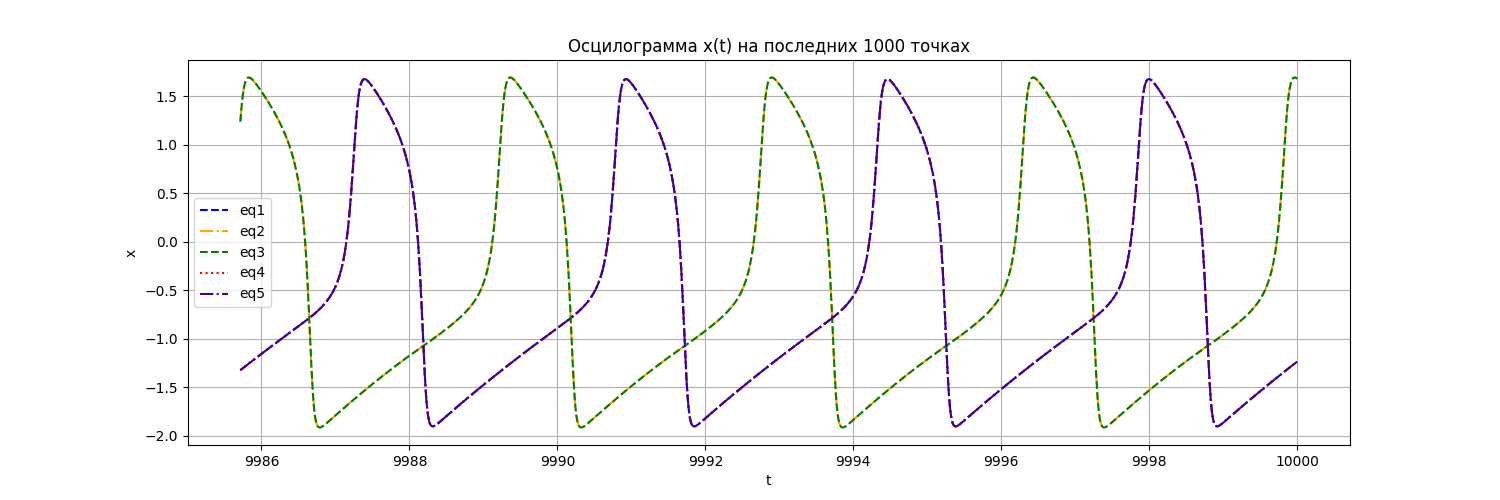 Осцилограмма x(t) на последних 1000 точках
x
1.5
1.0
0.5
0.0
−0.5
−1.0
−1.5
−2.0
eq1
eq2
eq3
eq4
eq5
9986 9988 9990 9992 9994 9996 9998 10000
t